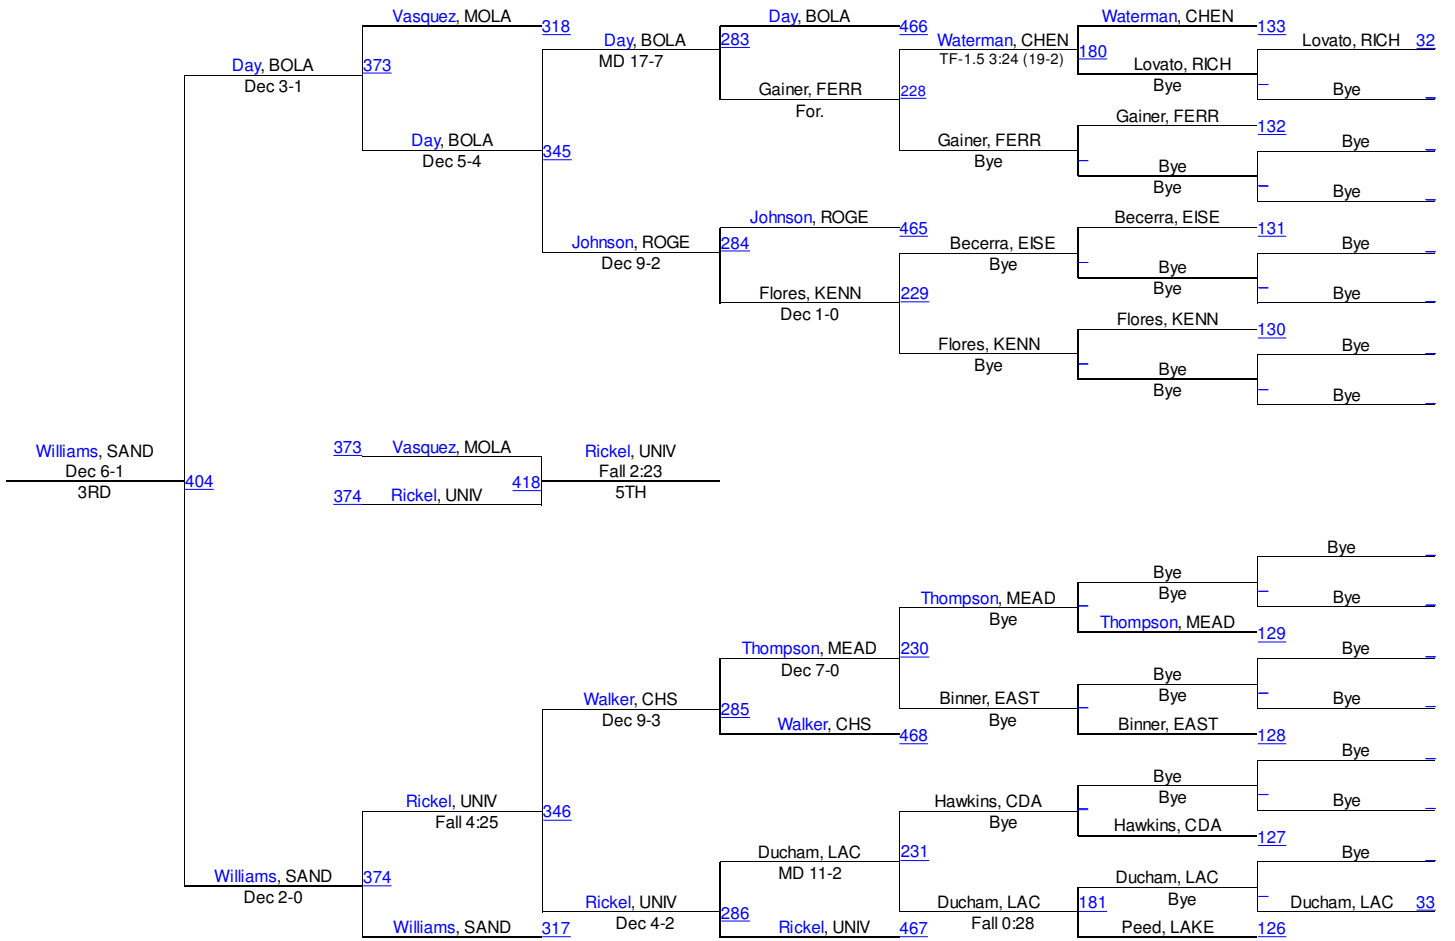 Vasquez, MOLA
318
Day, BOLA
466
Waterman, CHEN
133
Day, BOLA
MD 17-7
283
Waterman, CHEN
TF-1.5 3:24 (19-2)
180
Lovato, RICH 32
Day, BOLA
Dec 3-1
373
Lovato, RICH
Bye
Gainer, FERR
For.
228
Bye
Gainer, FERR
132
Day, BOLA
Dec 5-4
345
Gainer, FERR
Bye
Bye
Bye
Bye
Bye
Johnson, ROGE
465
Becerra, EISE
131
Johnson, ROGE
Dec 9-2
284
Becerra, EISE
Bye
Bye
Bye
Bye
Flores, KENN
Dec 1-0
229
Bye
Flores, KENN
130
Flores, KENN
Bye
Bye
Bye
Bye
Bye
Williams, SAND
Dec 6-1
3RD
404
373 Vasquez, MOLA
374 Rickel, UNIV
418
Rickel, UNIV
Fall 2:23
5TH
Bye
Bye
Bye
Bye
Thompson, MEAD
Bye
Thompson, MEAD
129
Thompson, MEAD
Dec 7-0
230
Bye
Bye
Bye
Bye
Walker, CHS
Dec 9-3
285
Binner, EAST
Bye
Walker, CHS
468
Binner, EAST
128
Bye
Bye
Bye
Bye
Rickel, UNIV
Fall 4:25
346
Hawkins, CDA
Bye
Hawkins, CDA
127
Ducham, LAC
MD 11-2
231
Bye
Williams, SAND
Dec 2-0
374
Ducham, LAC
Bye
Rickel, UNIV
Dec 4-2
286
Ducham, LAC
Fall 0:28
181
Ducham, LAC 33
Williams, SAND
317
Rickel, UNIV
467
Peed, LAKE
126